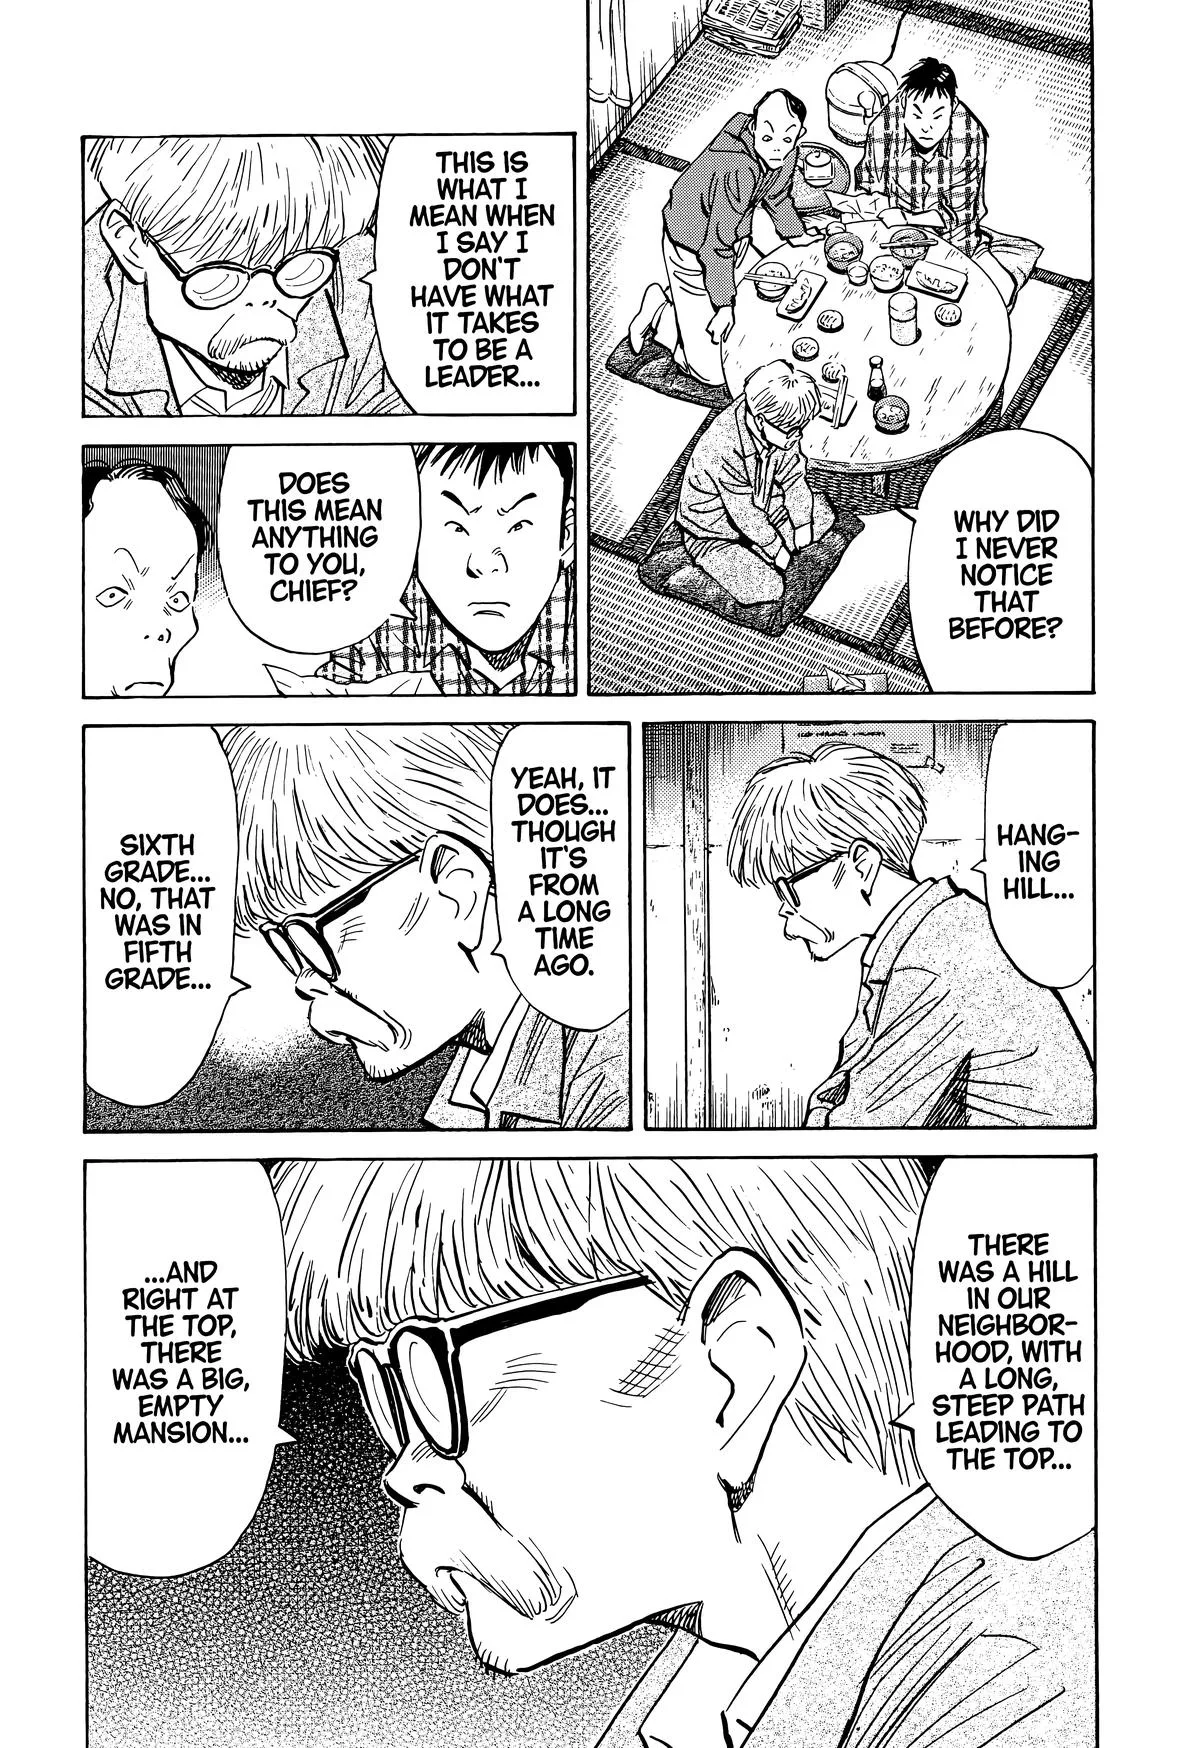 WHY DID
I NEVER
NOTICE
THAT
BEFORE?
THIS IS
WHAT I
MEAN WHEN
I SAY I
DON'T
HAVE WHAT
IT TAKES
TO BE A
LEADER...
DOES
THIS MEAN
ANYTHING
TO YOU,
CHIEF?
HANG-
ING
HILL...
YEAH, IT
DOES...
THOUGH
IT'S
FROM
A LONG
TIME
AGO.
SIXTH
GRADE...
NO, THAT
WAS IN
FIFTH
GRADE...
THERE
WAS A HILL
IN OUR
NEIGHBOR-
HOOD, WITH
A LONG,
STEEP PATH
LEADING TO
THE TOP...
...AND
RIGHT AT
THE TOP,
THERE
WAS A BIG,
EMPTY
MANSION...